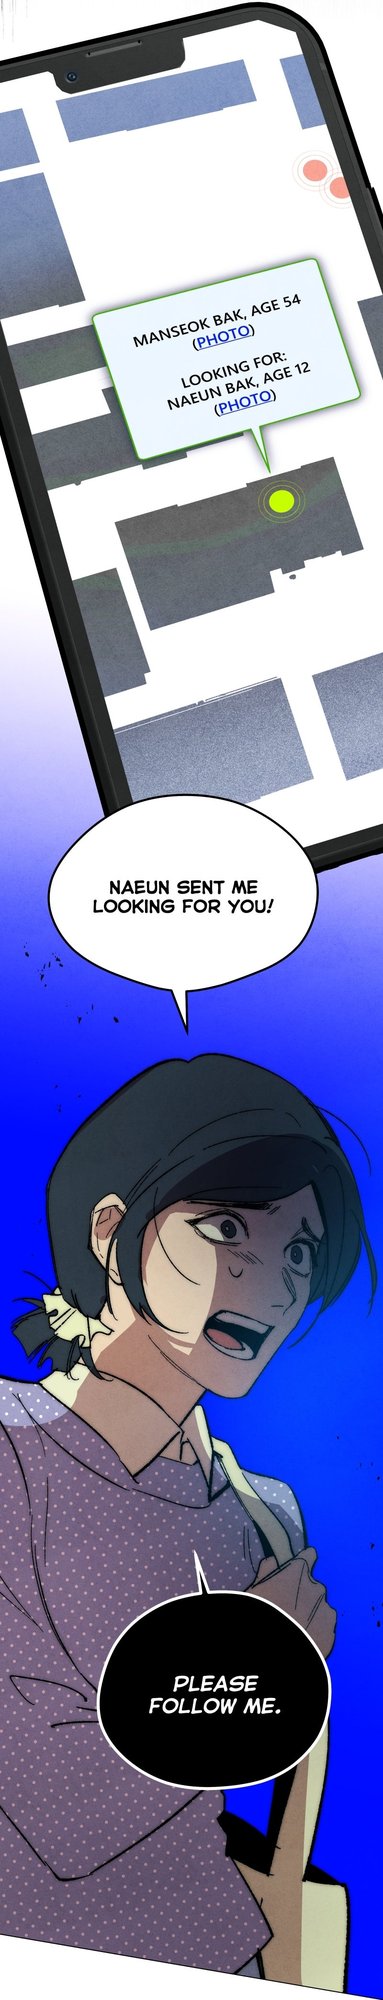 MANSEOK BAK, AGE 54
(PHOTO)
LOOKING FOR:
NAEUN BAK, AGE 12
(PHOTO)
NAEUN SENT ME
LOOKING FOR YOU!
PLEASE
FOLLOW ME.